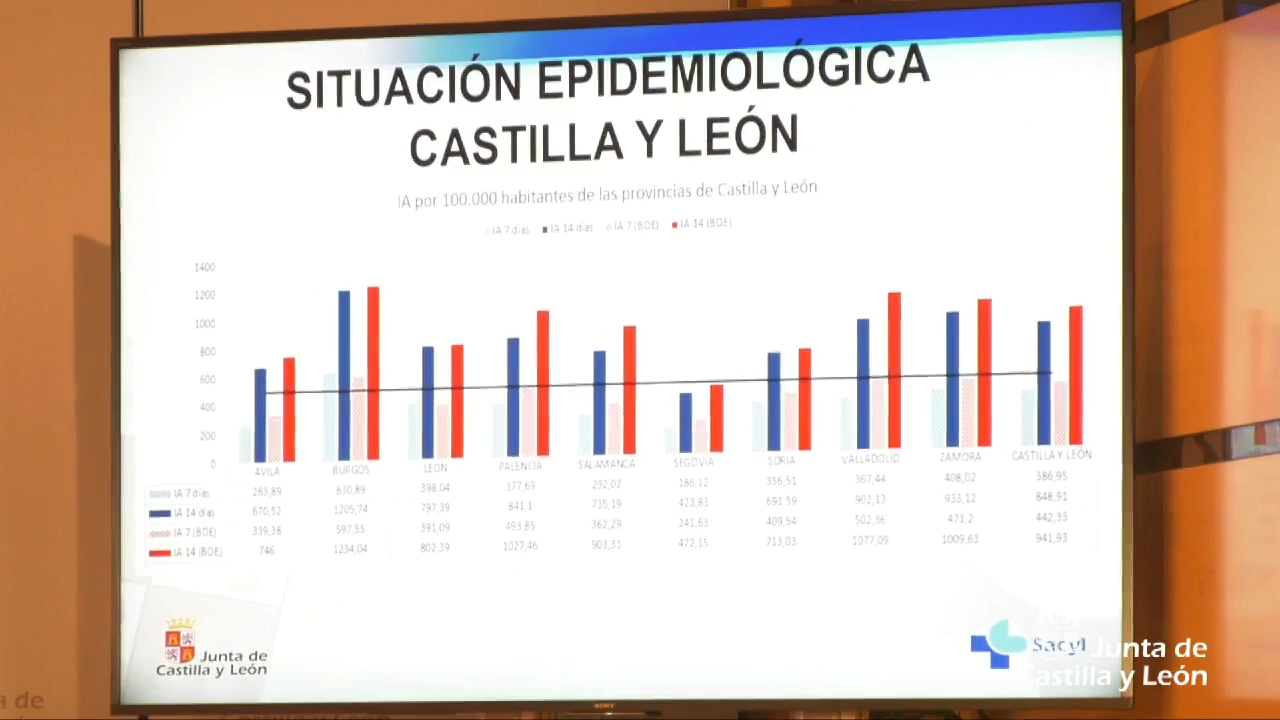 SITUACIÓN EPIDEMIOLÓGICA
CASTILLA Y LEÓN
IA por 100.000 habitantes de las provincias de Castilla y León
IA 7 días IA 14 días IA 7 (BOE) IA 14 (BOE)
1400
1200
1000
800
600
400
200
0
AVILA BURGOS LEON PALENCIA SALAMANCA SEGOVIA SORIA VALLADOLID ZAMORA CASTILLA Y LEÓN
IA 7 días 263,89 630,89 398,04 377,69 292,02 186,12 356,51 367,44 408,02 386,95
IA 14 días 670,52 1205,74 797,39 841,1 735,19 423,83 691,59 902,13 933,12 848,91
IA 7 (BOE) 339,38 597,55 391,09 493,85 362,29 241,63 409,54 502,36 471,2 442,33
IA 14 (BOE) 746 1234,04 802,39 1027,46 903,31 472,15 713,03 1077,09 1009,63 941,93
Junta de
Castilla y León
Sacyl
Junta de
Castilla y León
SONY
a de